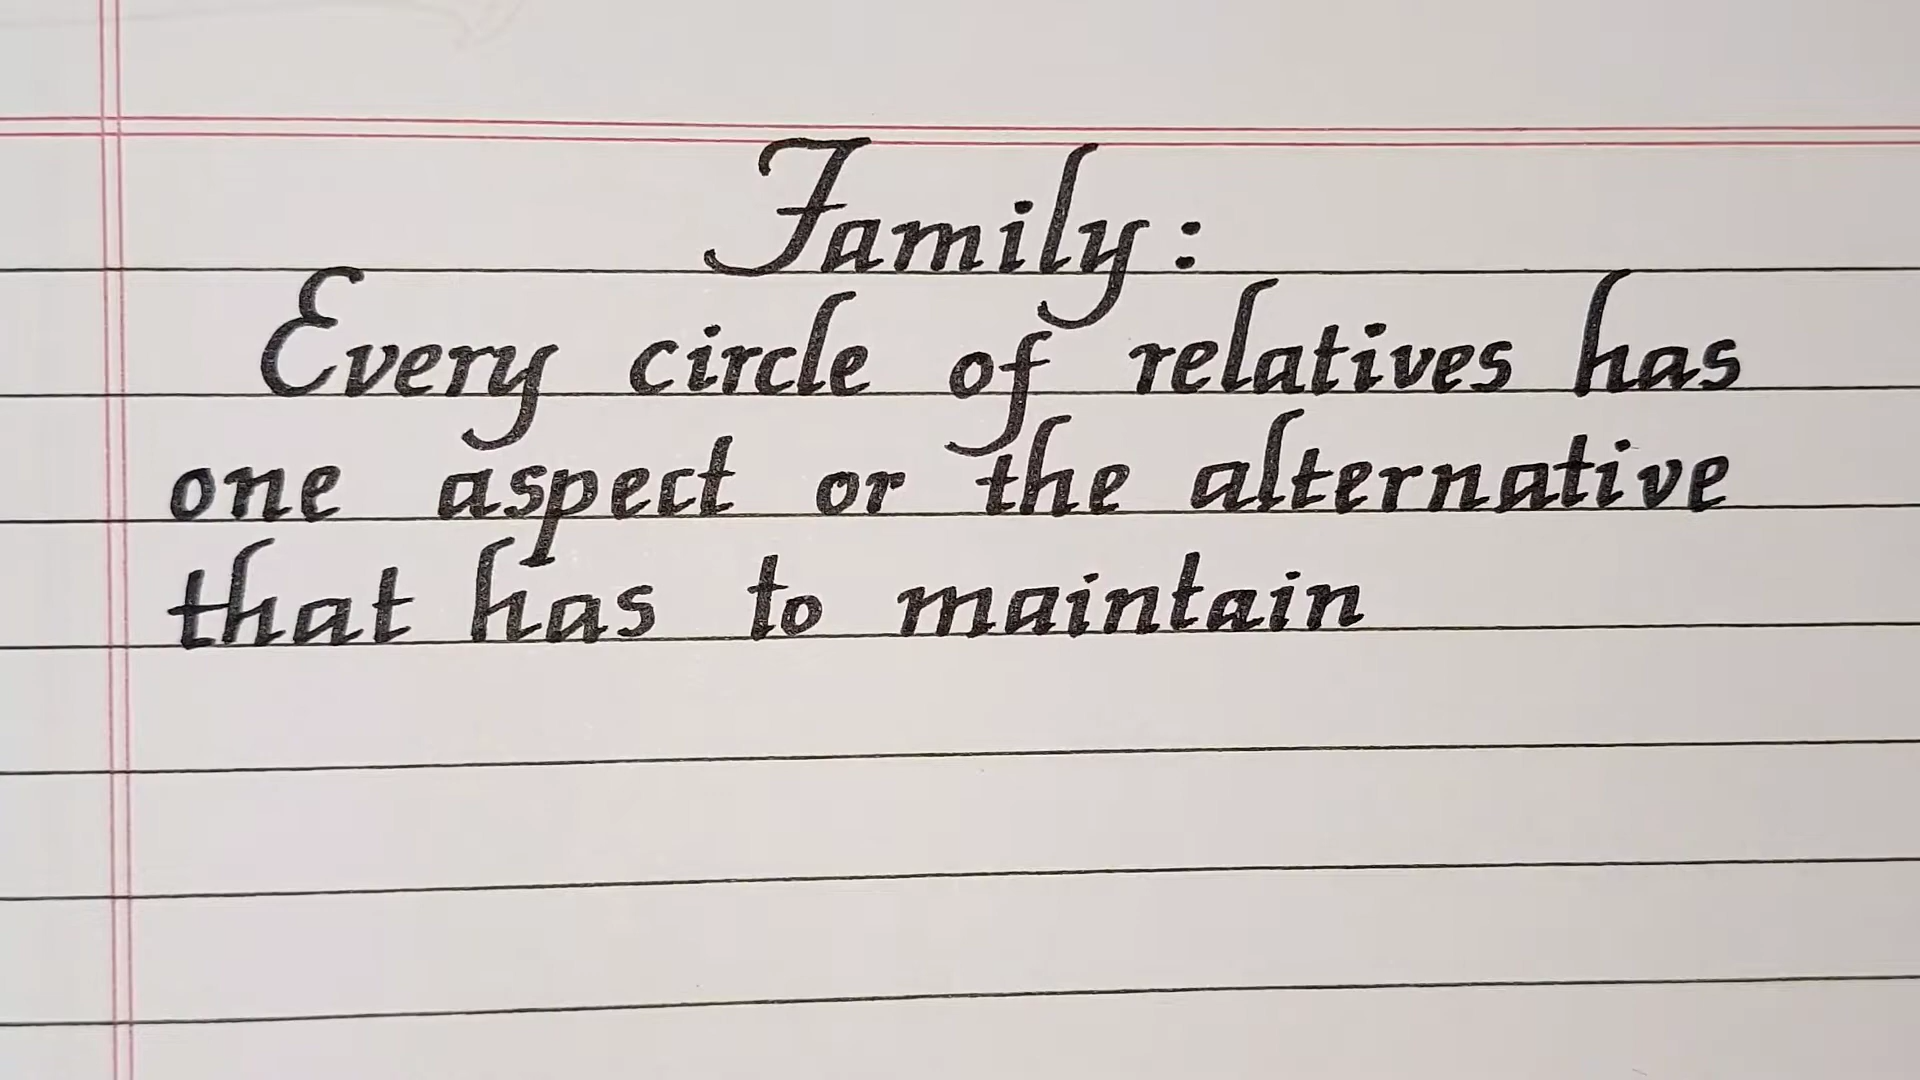 Family:
Every circle of relatives has
one aspect or the alternative
that has to maintain